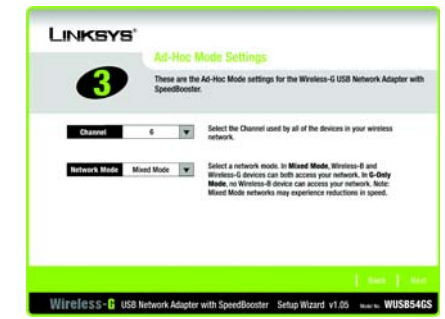 LINKSYS®
Ad-Hoc Mode Settings
3
These are the Ad-Hoc Mode settings for the Wireless-G USB Network Adapter with
SpeedBooster.
Channel 6
Select the Channel used by all of the devices in your wireless
network.
Network Mode Mixed Mode
Select a network mode. In Mixed Mode, Wireless-B and
Wireless-G devices can both access your network. In G-Only
Mode, no Wireless-B device can access your network. Note:
Mixed Mode networks may experience reductions in speed.
Back Next
Wireless-G USB Network Adapter with SpeedBooster Setup Wizard v1.05 Model No. WUSB54GS